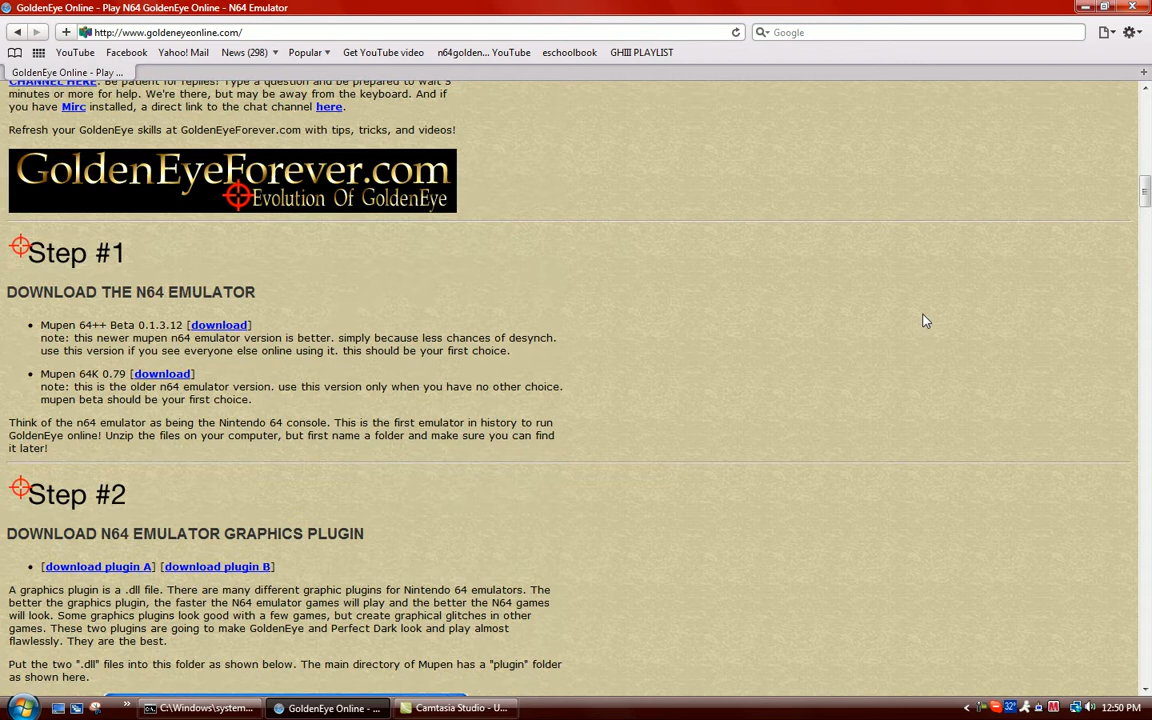 GoldenEye Online - Play N64 GoldenEye Online - N64 Emulator
http://www.goldeneyeonline.com/
Google
YouTube Facebook Yahoo! Mail News (298) Popular Get YouTube video n64golden... YouTube eschoolbook GHIII PLAYLIST
GoldenEye Online - Play ...
CHANNEL HERE. Be patient for replies! Type a question and be prepared to wait 5
minutes or more for help. We're there, but may be away from the keyboard. And if
you have Mirc installed, a direct link to the chat channel here.
Refresh your GoldenEye skills at GoldenEyeForever.com with tips, tricks, and videos!
GoldenEyeForever.com
Evolution Of GoldenEye
Step #1
DOWNLOAD THE N64 EMULATOR
• Mupen 64++ Beta 0.1.3.12 [download]
note: this newer mupen n64 emulator version is better. simply because less chances of desynch.
use this version if you see everyone else online using it. this should be your first choice.
• Mupen 64K 0.79 [download]
note: this is the older n64 emulator version. use this version only when you have no other choice.
mupen beta should be your first choice.
Think of the n64 emulator as being the Nintendo 64 console. This is the first emulator in history to run
GoldenEye online! Unzip the files on your computer, but first name a folder and make sure you can find
it later!
Step #2
DOWNLOAD N64 EMULATOR GRAPHICS PLUGIN
• [download plugin A] [download plugin B]
A graphics plugin is a .dll file. There are many different graphic plugins for Nintendo 64 emulators. The
better the graphics plugin, the faster the N64 emulator games will play and the better the N64 games
will look. Some graphics plugins look good with a few games, but create graphical glitches in other
games. These two plugins are going to make GoldenEye and Perfect Dark look and play almost
flawlessly. They are the best.
Put the two ".dll" files into this folder as shown below. The main directory of Mupen has a "plugin" folder
as shown here.
C:\Windows\system... GoldenEye Online - ... Camtasia Studio - U... 32° 12:50 PM